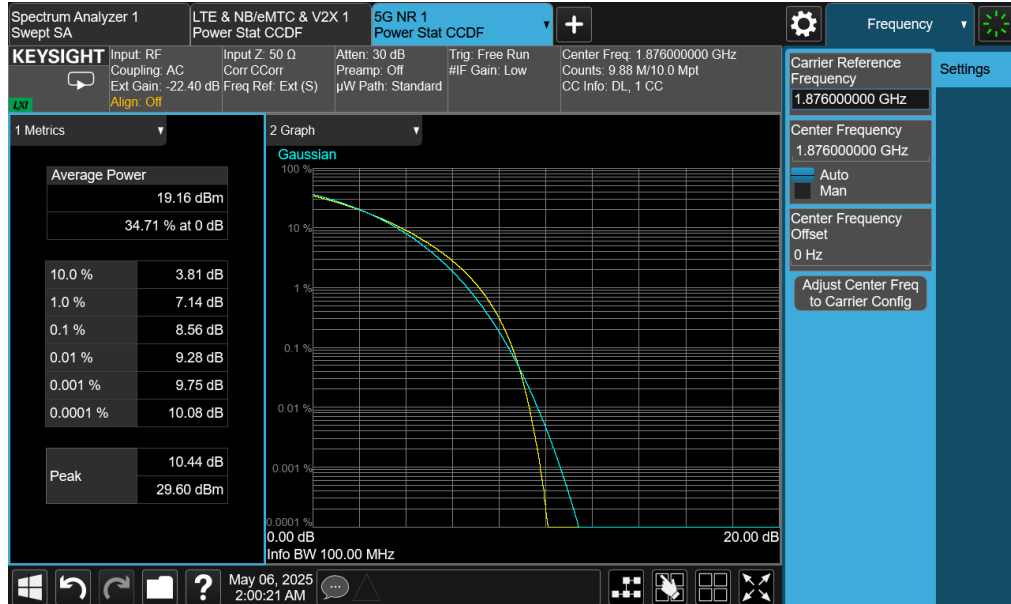 Spectrum Analyzer 1
Swept SA
LTE & NB/eMTC & V2X 1
Power Stat CCDF
5G NR 1
Power Stat CCDF
Frequency
KEYSIGHT
LXI
Input: RF
Coupling: AC
Ext Gain: -22.40 dB
Align: Off
Input Z: 50 Ω
Corr CCorr
Freq Ref: Ext (S)
Atten: 30 dB
Preamp: Off
µW Path: Standard
Trig: Free Run
#IF Gain: Low
Center Freq: 1.876000000 GHz
Counts: 9.88 M/10.0 Mpt
CC Info: DL, 1 CC
Carrier Reference
Frequency
1.876000000 GHz
Settings
Center Frequency
1.876000000 GHz
Auto
Man
Center Frequency
Offset
0 Hz
Adjust Center Freq
to Carrier Config
1 Metrics
Average Power
19.16 dBm
34.71 % at 0 dB
10.0 % 3.81 dB
1.0 % 7.14 dB
0.1 % 8.56 dB
0.01 % 9.28 dB
0.001 % 9.75 dB
0.0001 % 10.08 dB
Peak
10.44 dB
29.60 dBm
2 Graph
Gaussian
100 %
10 %
1 %
0.1 %
0.01 %
0.001 %
0.0001 %
0.00 dB 20.00 dB
Info BW 100.00 MHz
?
May 06, 2025
2:00:21 AM